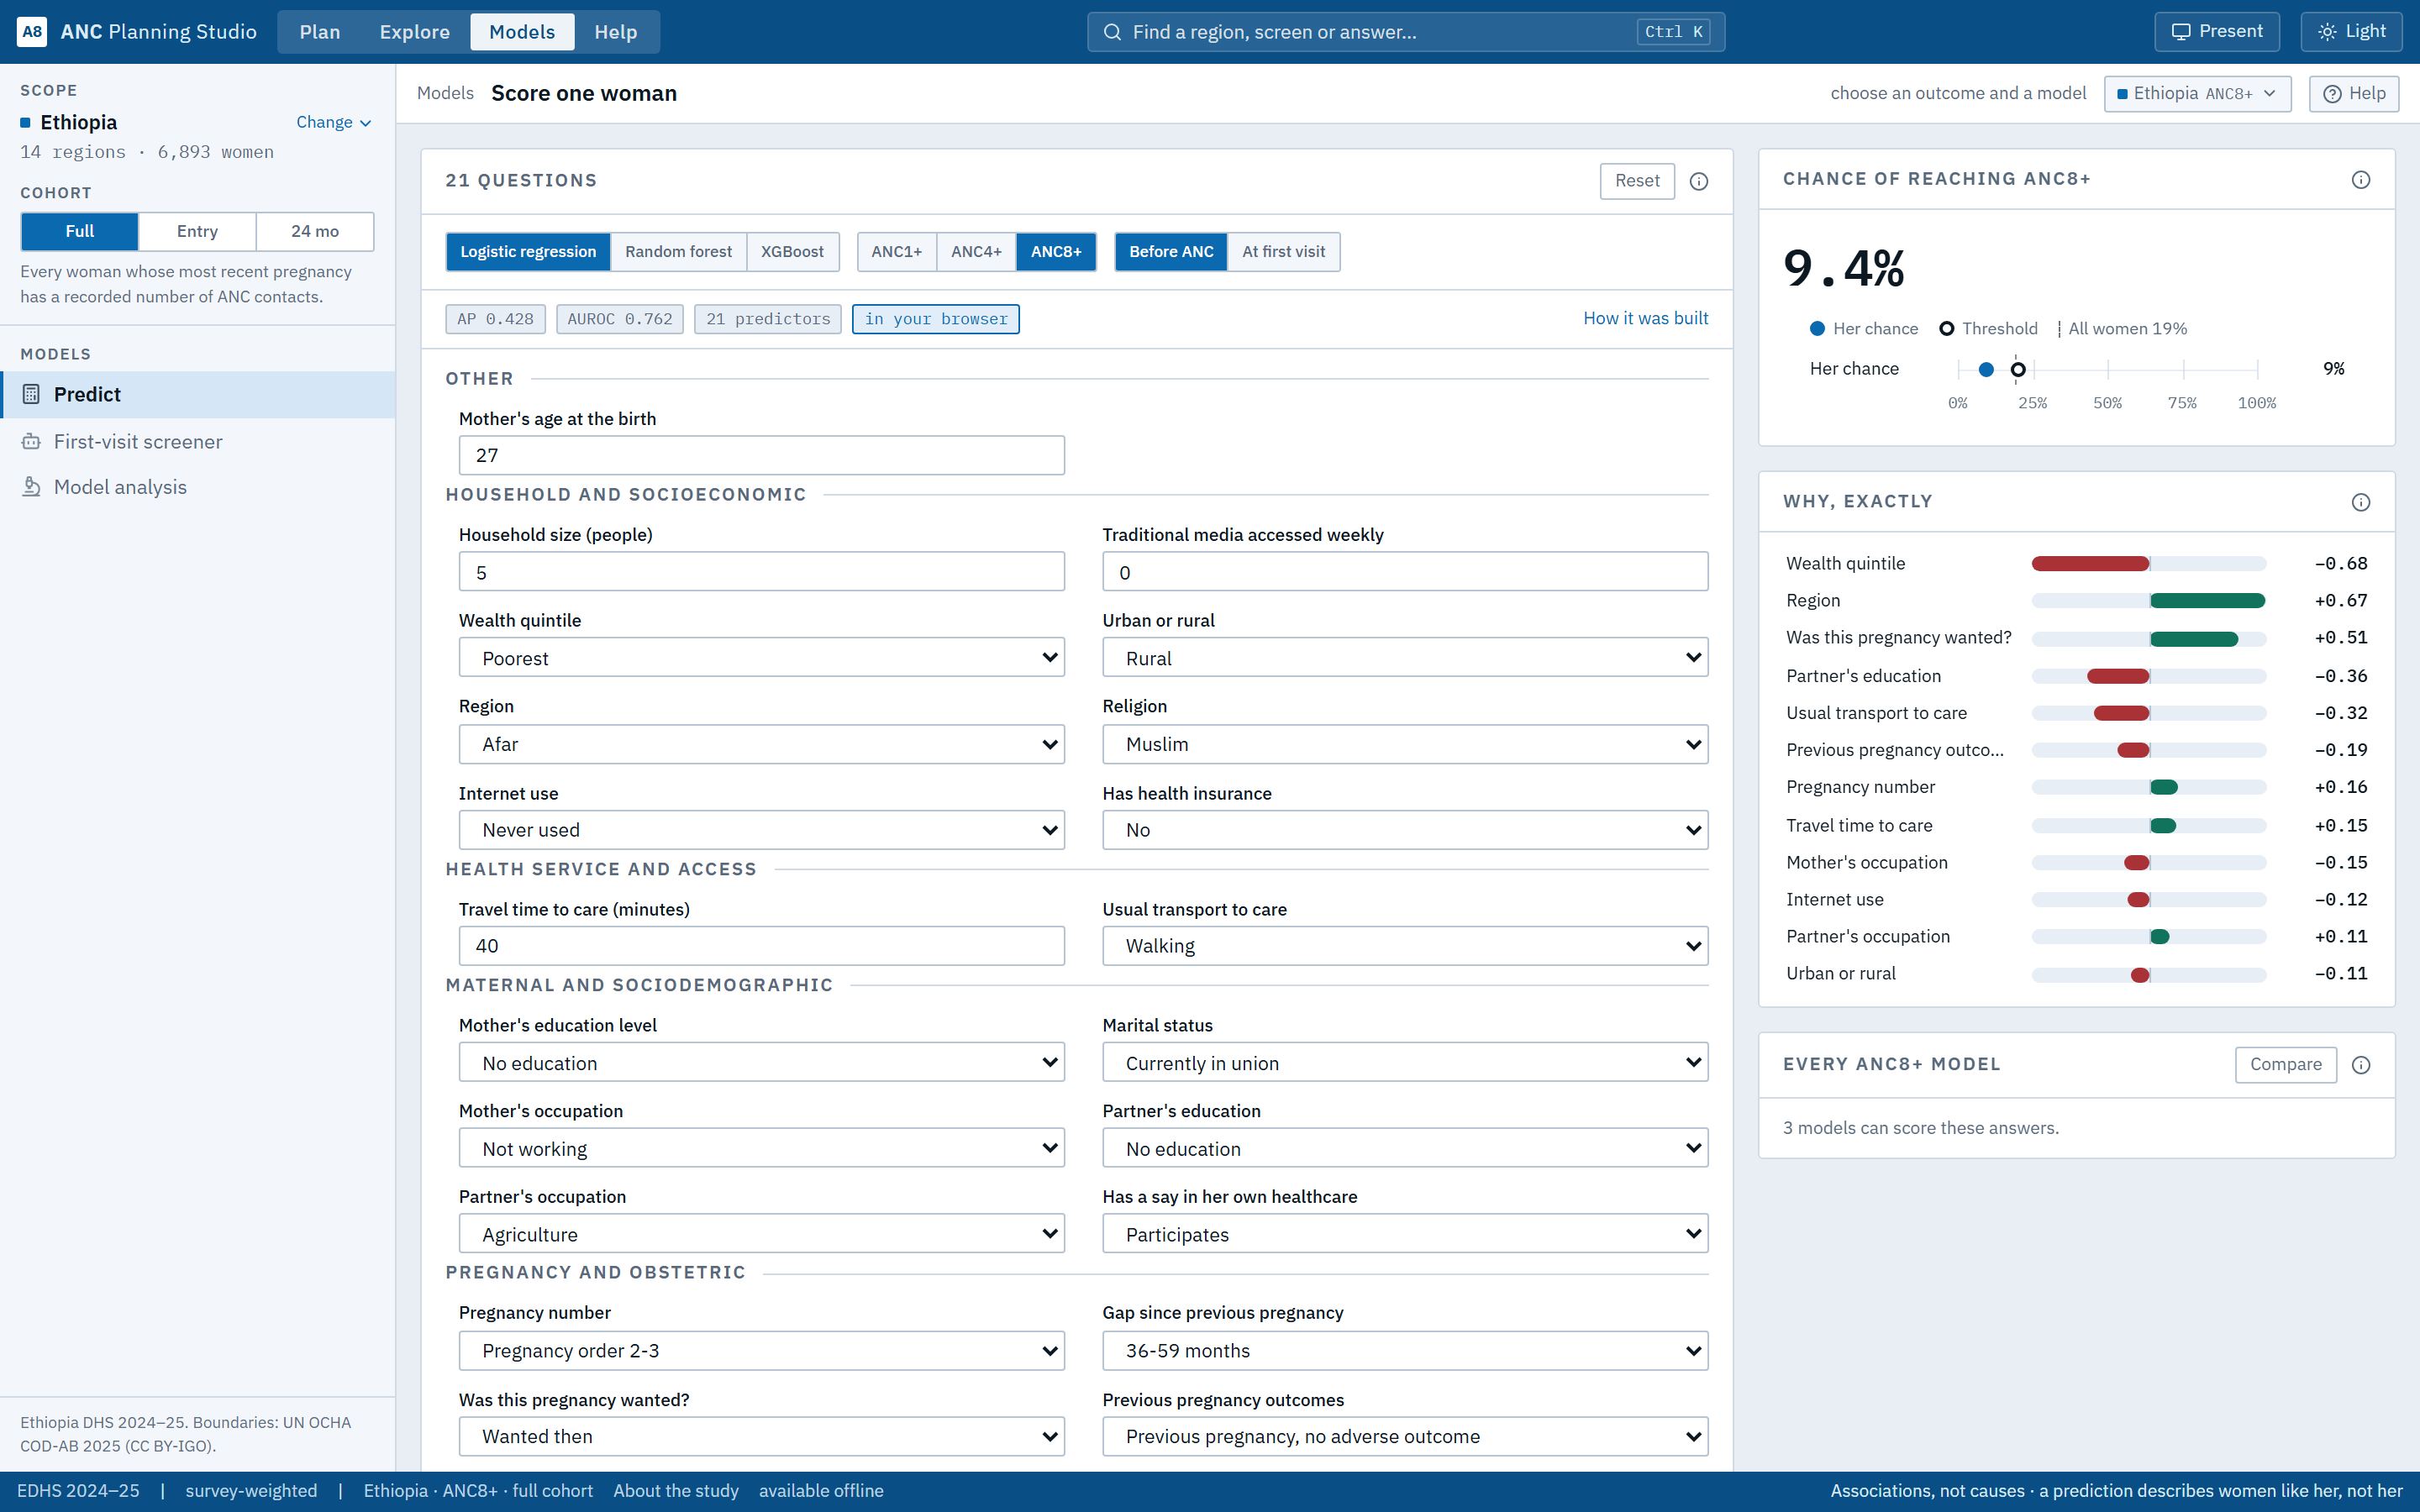 A8 ANC Planning Studio Plan Explore Models Help Find a region, screen or answer... Ctrl K Present Light
SCOPE
Ethiopia Change
14 regions · 6,893 women
COHORT
Full Entry 24 mo
Every woman whose most recent pregnancy
has a recorded number of ANC contacts.
MODELS
Predict
First-visit screener
Model analysis
Ethiopia DHS 2024–25. Boundaries: UN OCHA
COD-AB 2025 (CC BY-IGO).
Models Score one woman choose an outcome and a model Ethiopia ANC8+ Help
21 QUESTIONS Reset
Logistic regression Random forest XGBoost ANC1+ ANC4+ ANC8+ Before ANC At first visit
AP 0.428 AUROC 0.762 21 predictors in your browser How it was built
OTHER
Mother's age at the birth
27
HOUSEHOLD AND SOCIOECONOMIC
Household size (people) Traditional media accessed weekly
5 0
Wealth quintile Urban or rural
Poorest Rural
Region Religion
Afar Muslim
Internet use Has health insurance
Never used No
HEALTH SERVICE AND ACCESS
Travel time to care (minutes) Usual transport to care
40 Walking
MATERNAL AND SOCIODEMOGRAPHIC
Mother's education level Marital status
No education Currently in union
Mother's occupation Partner's education
Not working No education
Partner's occupation Has a say in her own healthcare
Agriculture Participates
PREGNANCY AND OBSTETRIC
Pregnancy number Gap since previous pregnancy
Pregnancy order 2-3 36-59 months
Was this pregnancy wanted? Previous pregnancy outcomes
Wanted then Previous pregnancy, no adverse outcome
CHANCE OF REACHING ANC8+
9.4%
Her chance Threshold All women 19%
Her chance 9%
0% 25% 50% 75% 100%
WHY, EXACTLY
Wealth quintile −0.68
Region +0.67
Was this pregnancy wanted? +0.51
Partner's education −0.36
Usual transport to care −0.32
Previous pregnancy outco... −0.19
Pregnancy number +0.16
Travel time to care +0.15
Mother's occupation −0.15
Internet use −0.12
Partner's occupation +0.11
Urban or rural −0.11
EVERY ANC8+ MODEL Compare
3 models can score these answers.
EDHS 2024–25 | survey-weighted | Ethiopia · ANC8+ · full cohort About the study available offline Associations, not causes · a prediction describes women like her, not her